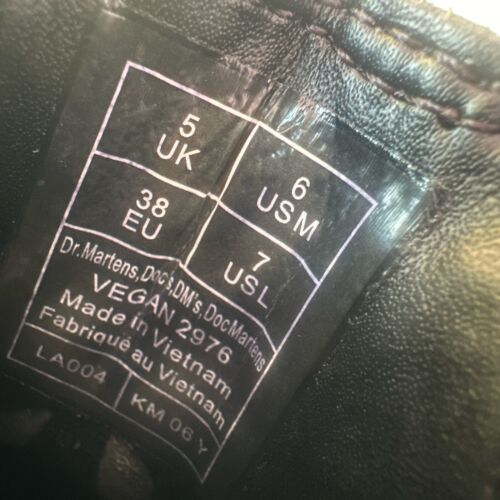 5
UK
6
USM
38
EU
7
USL
Dr.Martens,Doc's,DM's,DocMartens
VEGAN 2976
Made in Vietnam
Fabriqué au Vietnam
LA004
KM 06 Y